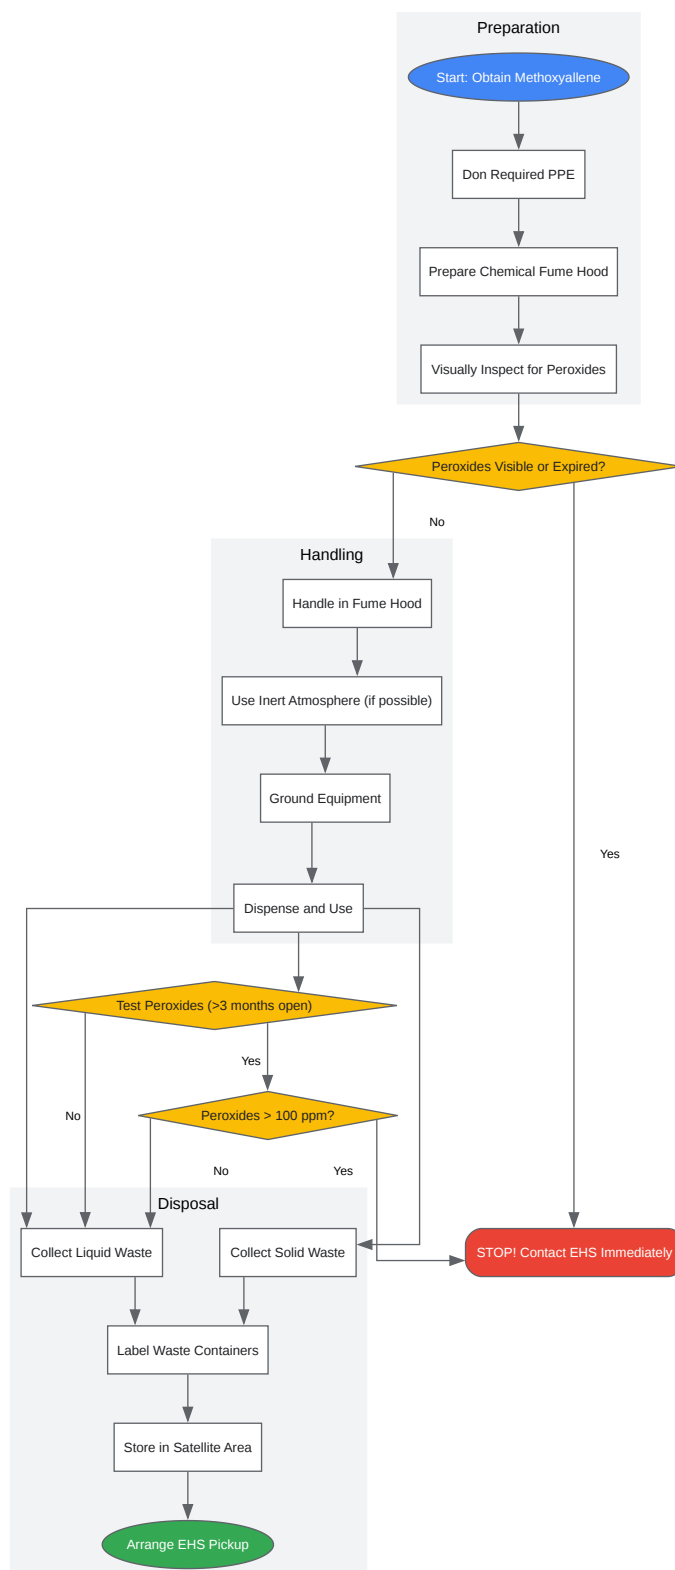 Preparation
Start: Obtain Methoxyallene
Don Required PPE
Prepare Chemical Fume Hood
Visually Inspect for Peroxides
Peroxides Visible or Expired?
No
Handling
Handle in Fume Hood
Use Inert Atmosphere (if possible)
Ground Equipment
Yes
Dispense and Use
Test Peroxides (>3 months open)
Yes
No
Peroxides > 100 ppm?
No
Yes
Disposal
Collect Liquid Waste
Collect Solid Waste
STOP! Contact EHS Immediately
Label Waste Containers
Store in Satellite Area
Arrange EHS Pickup